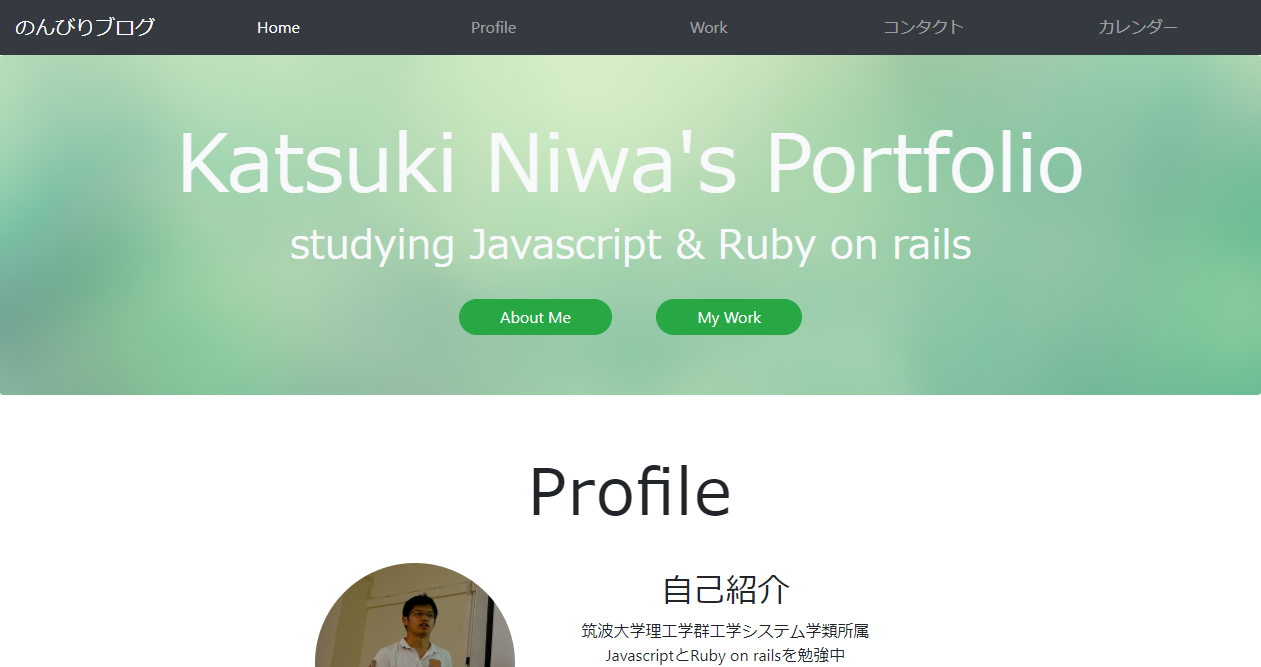 のんびりブログ Home Profile Work コンタクト カレンダー
Katsuki Niwa's Portfolio
studying Javascript & Ruby on rails
About Me My Work
Profile
自己紹介
筑波大学理工学群工学システム学類所属
JavascriptとRuby on railsを勉強中